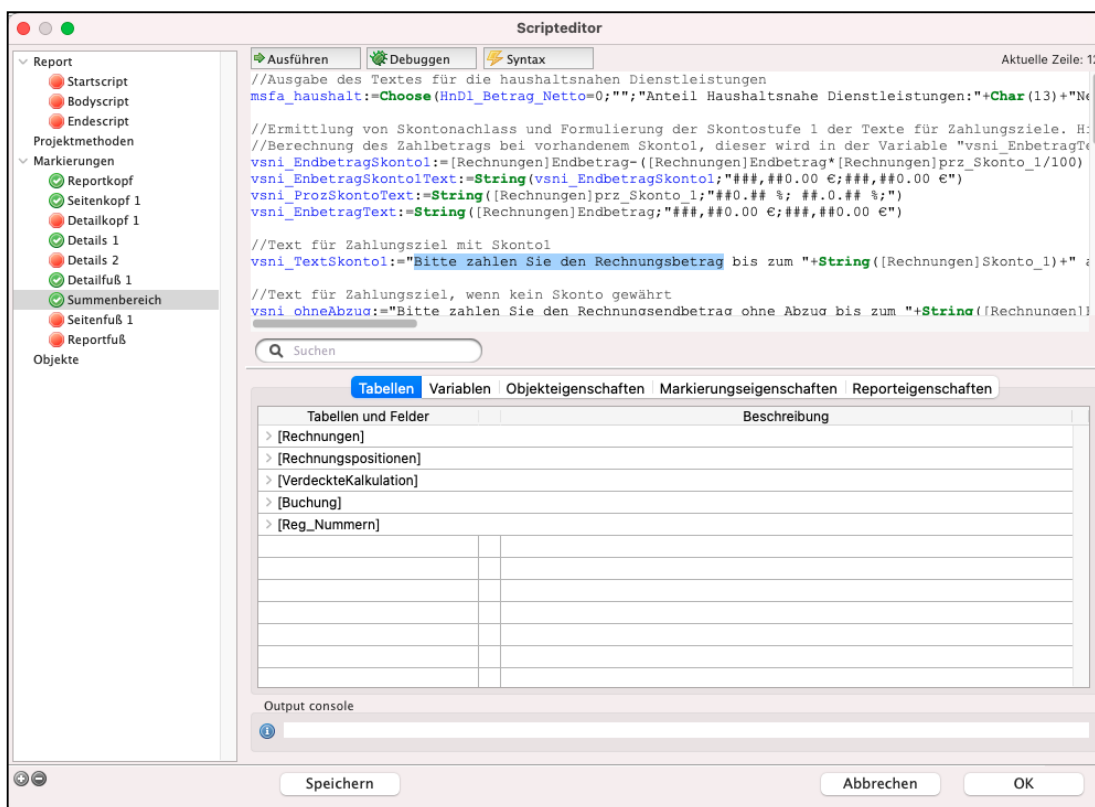 Scripteditor
Report
Startscript
Bodyscript
Endescript
Projektmethoden
Markierungen
Reportkopf
Seitenkopf 1
Detailkopf 1
Details 1
Details 2
Detailfuß 1
Summenbereich
Seitenfuß 1
Reportfuß
Objekte
Ausführen Debuggen Syntax Aktuelle Zeile: 12
//Ausgabe des Textes für die haushaltsnahen Dienstleistungen
msfa_haushalt:=Choose(HnDl_Betrag_Netto=0;"";"Anteil Haushaltsnahe Dienstleistungen:"+Char(13)+"Ne
//Ermittlung von Skontonachlass und Formulierung der Skontostufe 1 der Texte für Zahlungsziele. Hi
//Berechnung des Zahlbetrags bei vorhandenem Skonto1, dieser wird in der Variable "vsni_EnbetragTe
vsni_EndbetragSkonto1:=[Rechnungen]Endbetrag-([Rechnungen]Endbetrag*[Rechnungen]prz_Skonto_1/100)
vsni_EnbetragSkonto1Text:=String(vsni_EndbetragSkonto1;"###,##0.00 €;###,##0.00 €")
vsni_ProzSkontoText:=String([Rechnungen]prz_Skonto_1;"##0.## %; ##.0.## %;")
vsni_EnbetragText:=String([Rechnungen]Endbetrag;"###,##0.00 €;###,##0.00 €")
//Text für Zahlungsziel mit Skonto1
vsni_TextSkonto1:="Bitte zahlen Sie den Rechnungsbetrag bis zum "+String([Rechnungen]Skonto_1)+" a
//Text für Zahlungsziel, wenn kein Skonto gewährt
vsni_ohneAbzug:="Bitte zahlen Sie den Rechnungsendbetrag ohne Abzug bis zum "+String([Rechnungen]
Suchen
Tabellen Variablen Objekteigenschaften Markierungseigenschaften Reporteigenschaften
Tabellen und Felder Beschreibung
[Rechnungen]
[Rechnungspositionen]
[VerdeckteKalkulation]
[Buchung]
[Reg_Nummern]
Output console
Speichern Abbrechen OK